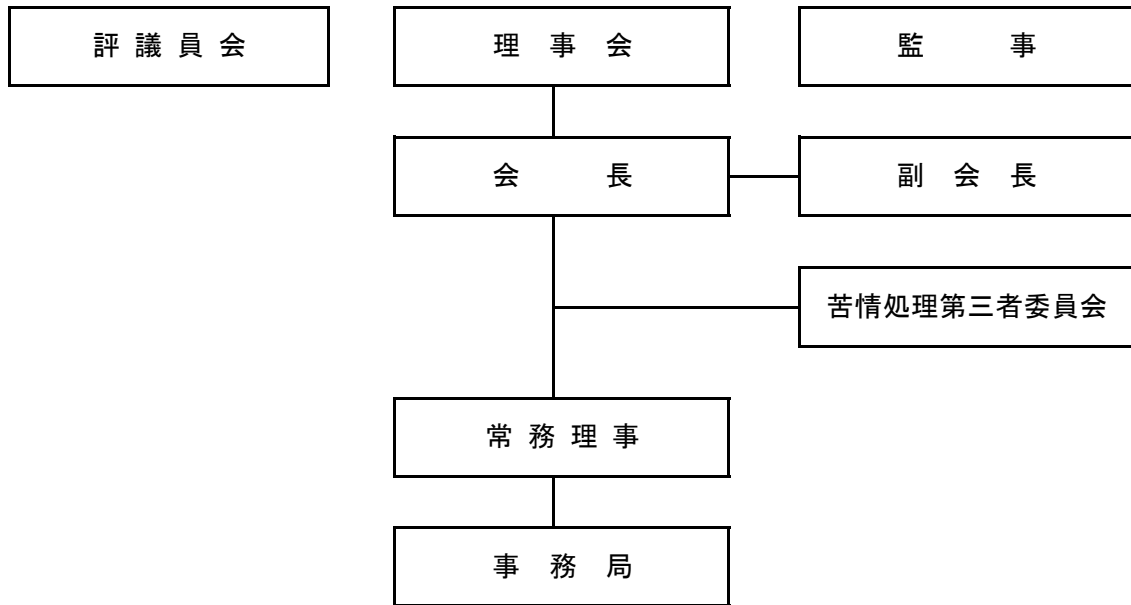 評議員会
理事会
監事
会長
副会長
苦情処理第三者委員会
常務理事
事務局